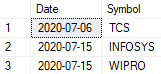 Date Symbol
1 2020-07-06 TCS
2 2020-07-15 INFOSYS
3 2020-07-15 WIPRO